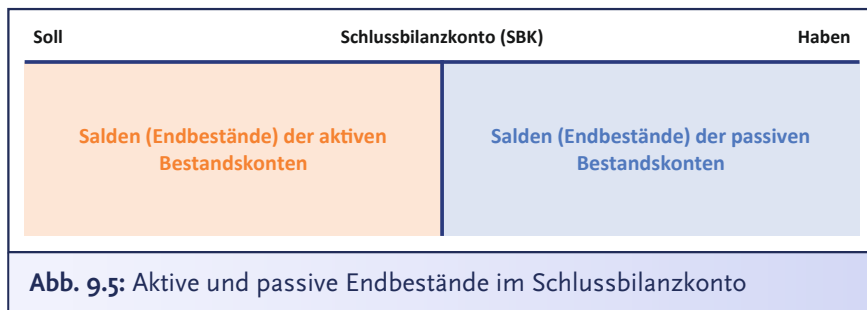 Soll Schlussbilanzkonto (SBK) Haben
Salden (Endbestände) der aktiven
Bestandskonten
Salden (Endbestände) der passiven
Bestandskonten
Abb. 9.5: Aktive und passive Endbestände im Schlussbilanzkonto